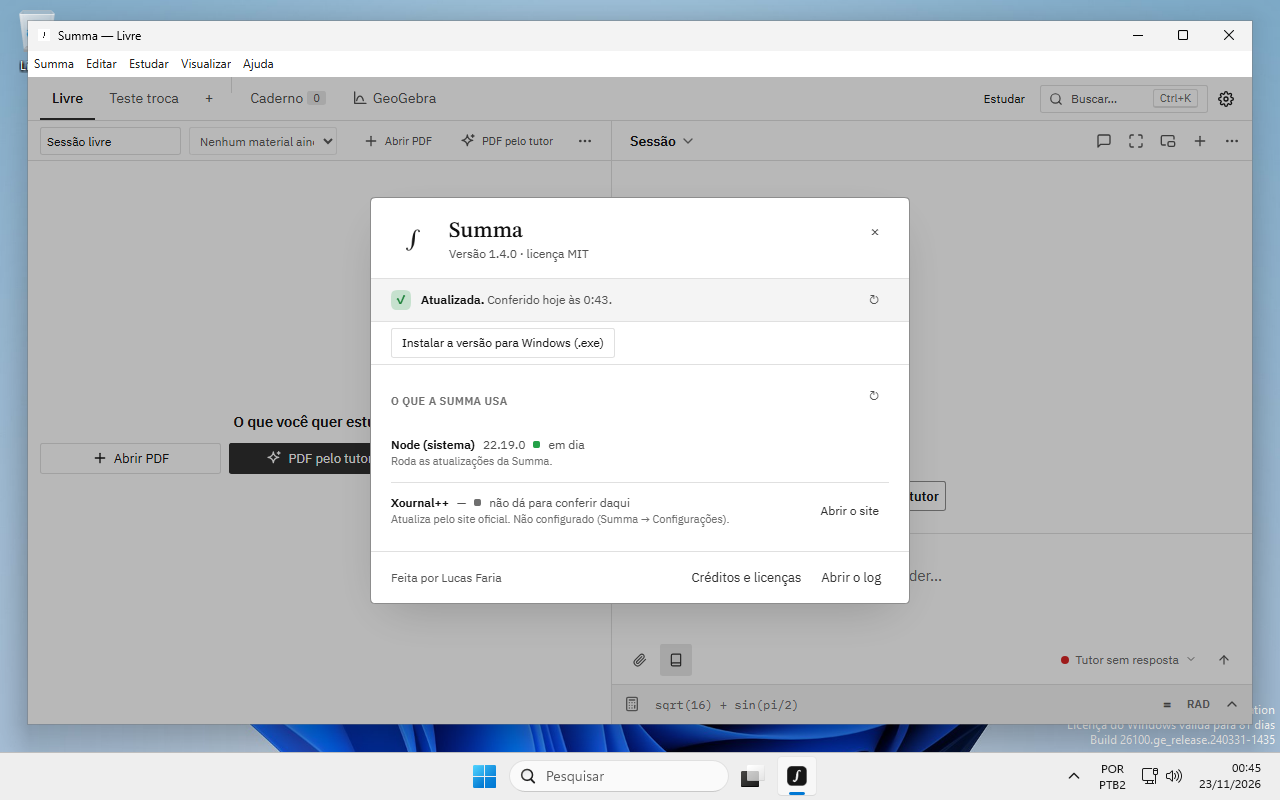 Summa — Livre
Summa Editar Estudar Visualizar Ajuda
Livre Teste troca + Caderno 0 GeoGebra Estudar Buscar... Ctrl+K
Sessão livre Nenhum material ain Abrir PDF PDF pelo tutor Sessão
Summa
Versão 1.4.0 · licença MIT
Atualizada. Conferido hoje às 0:43.
Instalar a versão para Windows (.exe)
O QUE A SUMMA USA
Node (sistema) 22.19.0 em dia
Roda as atualizações da Summa.
Xournal++ — não dá para conferir daqui
Atualiza pelo site oficial. Não configurado (Summa → Configurações).
Abrir o site
Feita por Lucas Faria Créditos e licenças Abrir o log
O que você quer est
Abrir PDF PDF pelo tutor
tutor
der...
Tutor sem resposta
sqrt(16) + sin(pi/2) = RAD
Licença do Windows válida para 81 dias
Build 26100.ge_release.240331-1435
Pesquisar
POR
PTB2
00:45
23/11/2026